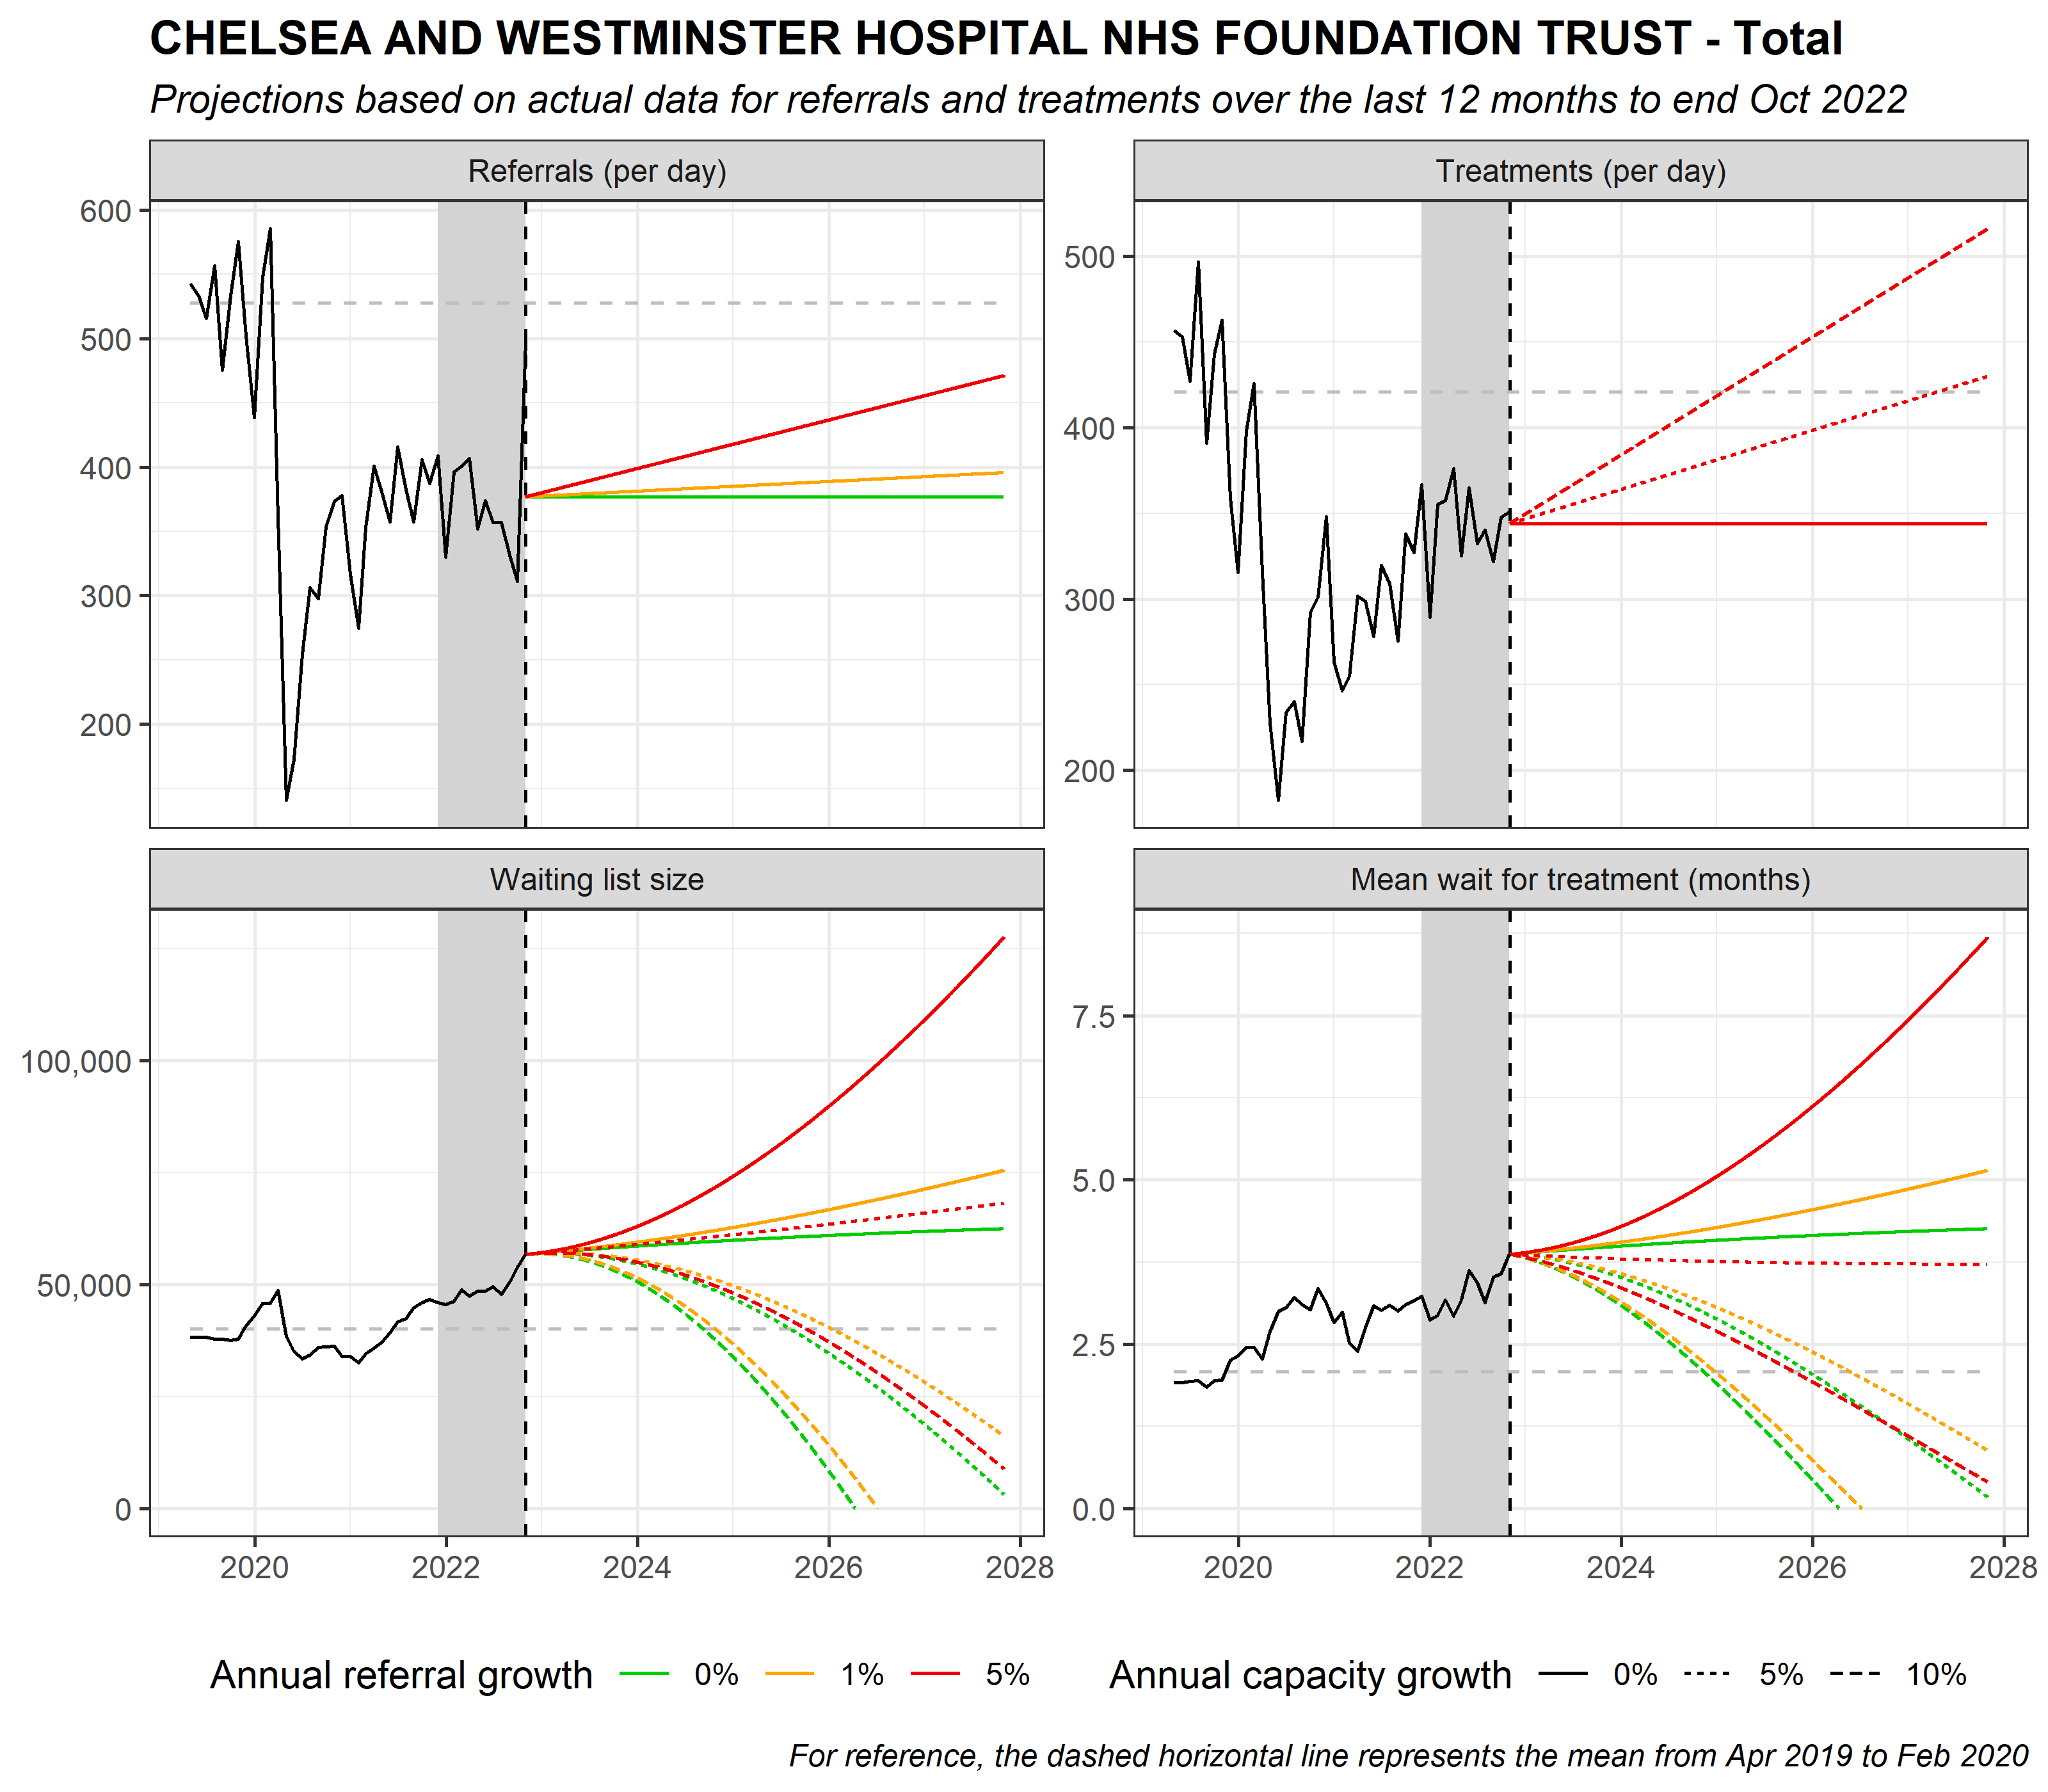 CHELSEA AND WESTMINSTER HOSPITAL NHS FOUNDATION TRUST - Total
Projections based on actual data for referrals and treatments over the last 12 months to end Oct 2022
Referrals (per day)
600
500
400
300
200
Treatments (per day)
500
400
300
200
Waiting list size
100,000
50,000
0
2020 2022 2024 2026 2028
Mean wait for treatment (months)
7.5
5.0
2.5
0.0
2020 2022 2024 2026 2028
Annual referral growth 0% 1% 5%
Annual capacity growth 0% 5% 10%
For reference, the dashed horizontal line represents the mean from Apr 2019 to Feb 2020